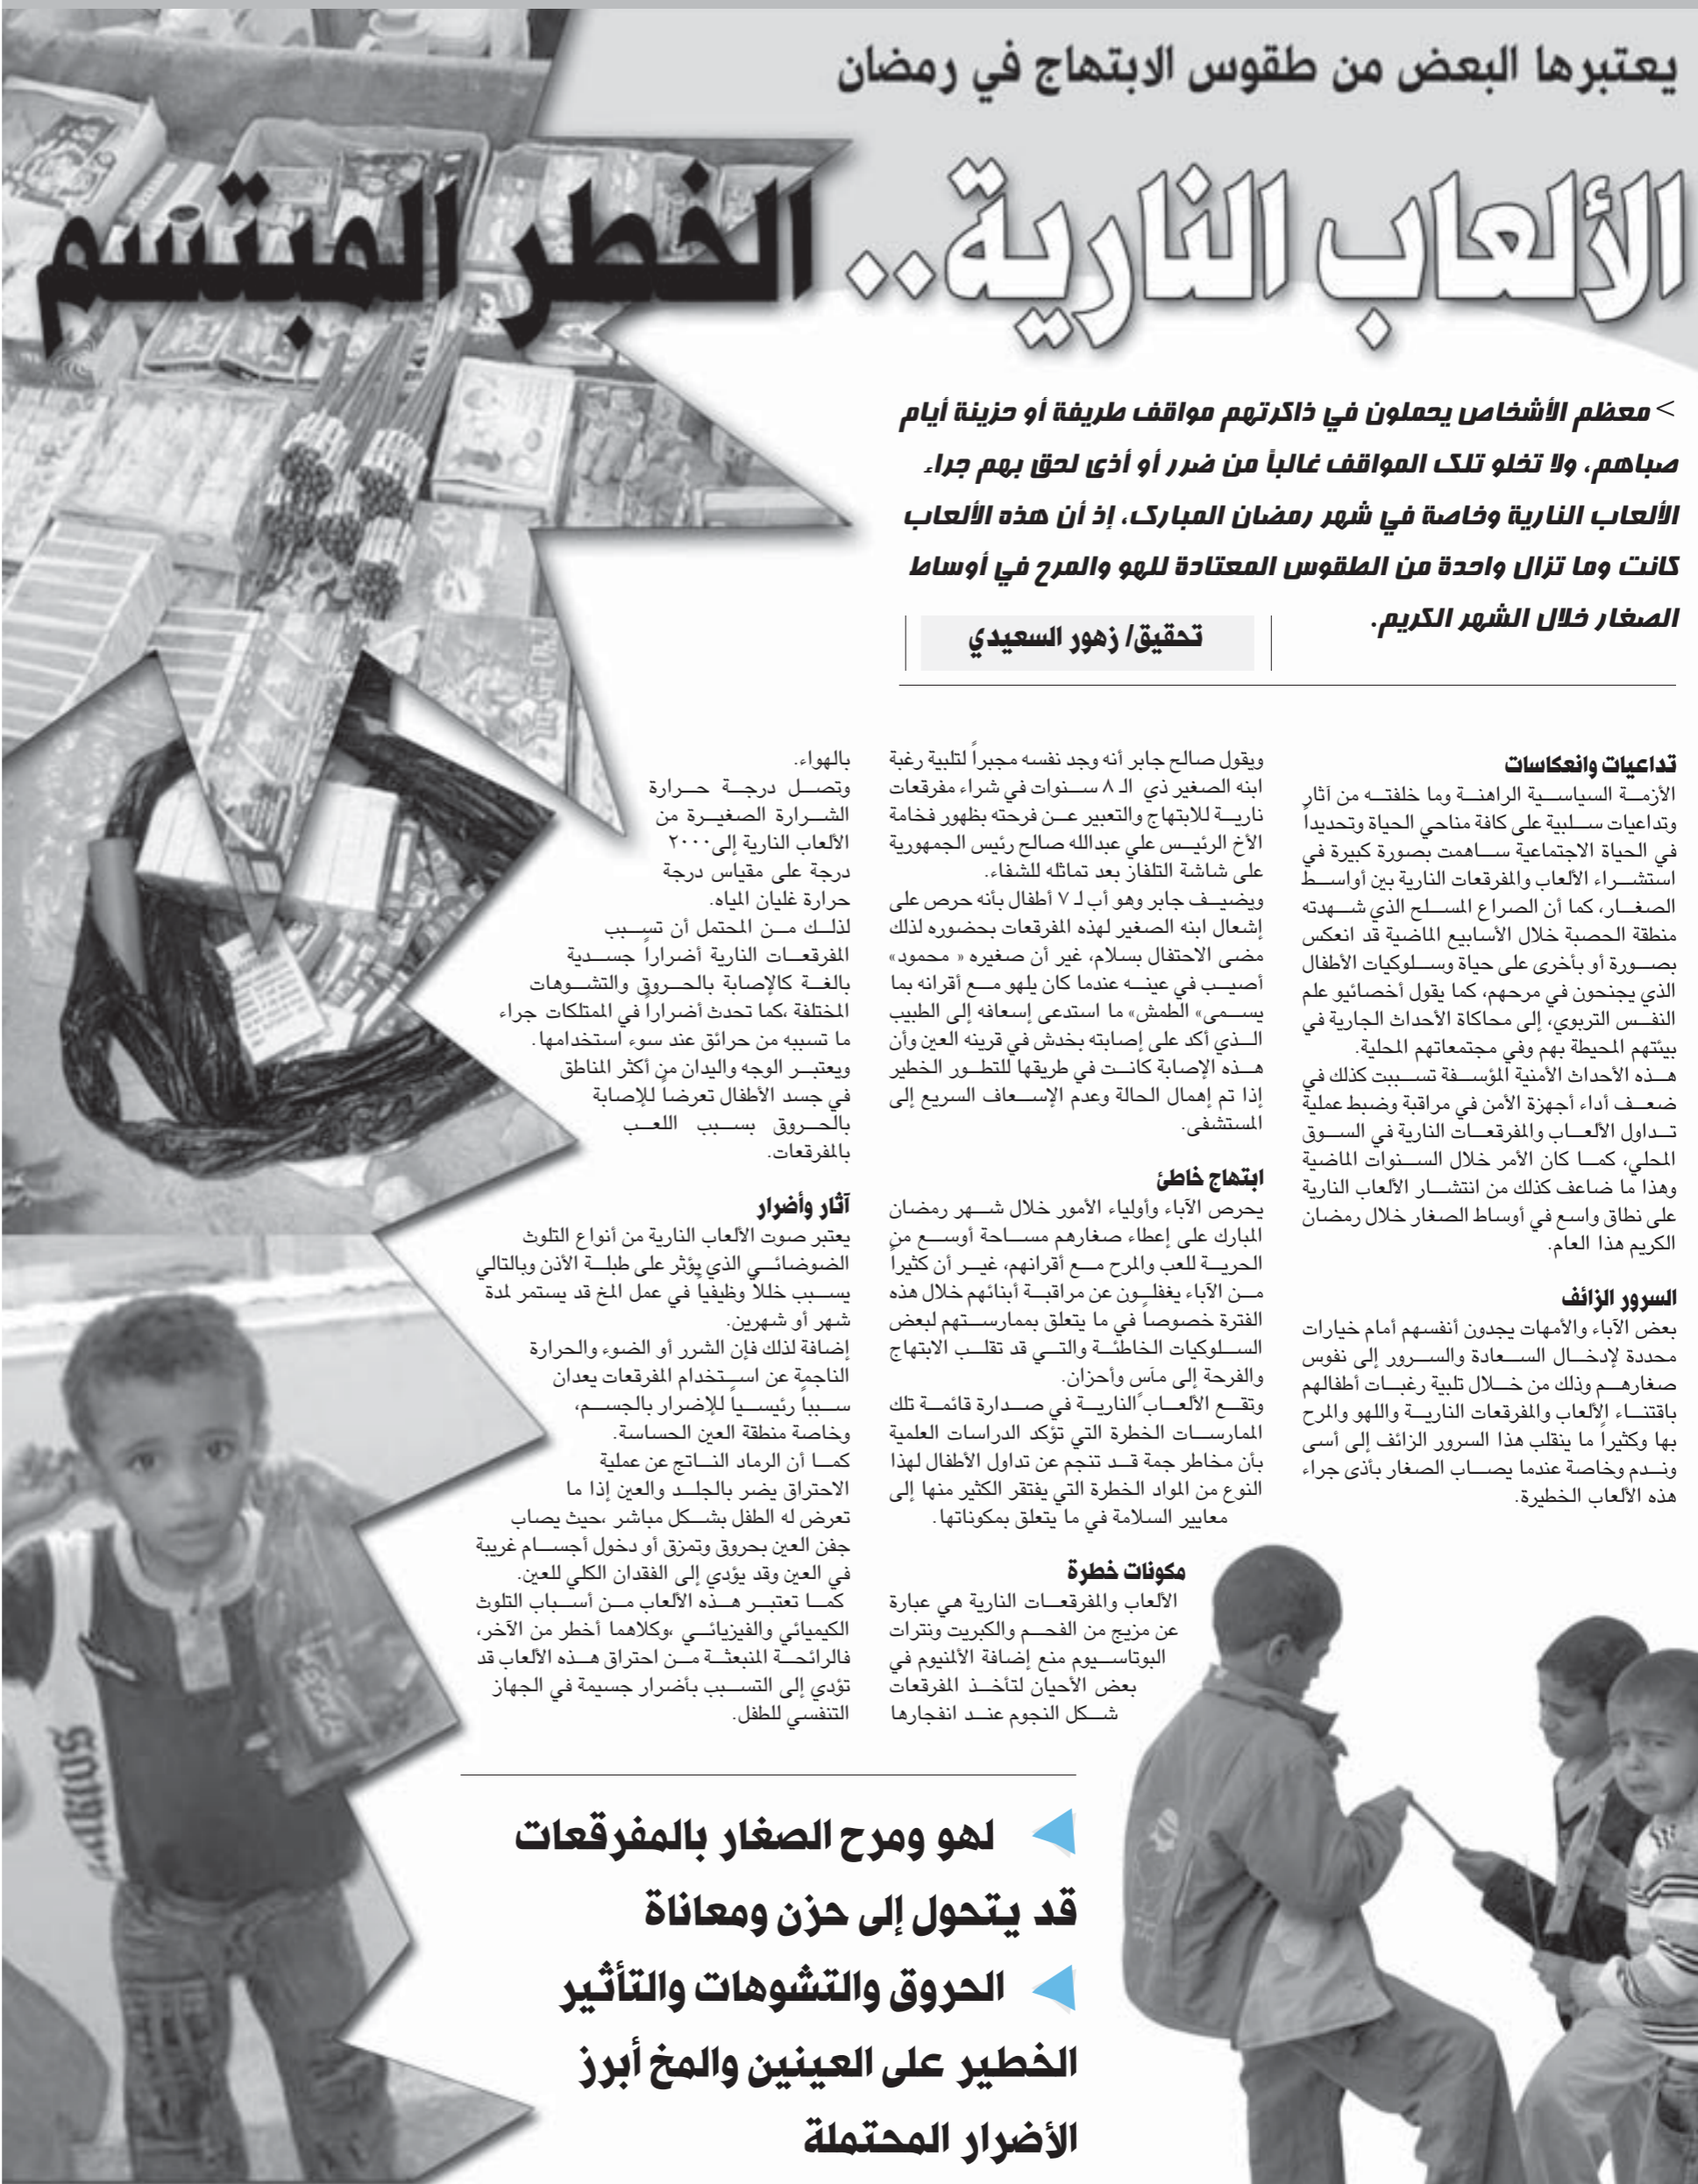 يعتبرها البعض من طقوس الابتهاج في رمضان
الألعاب النارية.. الخطر المبتسم
> معظم الأشخاص يحملون في ذاكرتهم مواقف طريفة أو حزينة أيام
صباهم، ولا تخلو تلك المواقف غالباً من ضرر أو أذى لحق بهم جراء
الألعاب النارية وخاصة في شهر رمضان المبارك، إذ أن هذه الألعاب
كانت وما تزال واحدة من الطقوس المعتادة للهو والمرح في أوساط
الصغار خلال الشهر الكريم.
تحقيق/ زهور السعيدي
تداعيات وانعكاسات
الأزمة السياسية الراهنة وما خلفته من آثار
وتداعيات سلبية على كافة مناحي الحياة وتحديداً
في الحياة الاجتماعية ساهمت بصورة كبيرة في
استشراء الألعاب والمفرقعات النارية بين أواسط
الصغار، كما أن الصراع المسلح الذي شهدته
منطقة الحصبة خلال الأسابيع الماضية قد انعكس
بصورة أو بأخرى على حياة وسلوكيات الأطفال
الذي يجنحون في مرحهم، كما يقول أخصائيو علم
النفس التربوي، إلى محاكاة الأحداث الجارية في
بيئتهم المحيطة بهم وفي مجتمعاتهم المحلية.
هذه الأحداث الأمنية المؤسفة تسببت كذلك في
ضعف أداء أجهزة الأمن في مراقبة وضبط عملية
تداول الألعاب والمفرقعات النارية في السوق
المحلي، كما كان الأمر خلال السنوات الماضية
وهذا ما ضاعف كذلك من انتشار الألعاب النارية
على نطاق واسع في أوساط الصغار خلال رمضان
الكريم هذا العام.
السرور الزائف
بعض الآباء والأمهات يجدون أنفسهم أمام خيارات
محددة لإدخال السعادة والسرور إلى نفوس
صغارهم وذلك من خلال تلبية رغبات أطفالهم
باقتناء الألعاب والمفرقعات النارية واللهو والمرح
بها وكثيراً ما ينقلب هذا السرور الزائف إلى أسى
وندم وخاصة عندما يصاب الصغار بأذى جراء
هذه الألعاب الخطيرة.
ويقول صالح جابر أنه وجد نفسه مجبراً لتلبية رغبة
ابنه الصغير ذي الـ ٨ سنوات في شراء مفرقعات
نارية للابتهاج والتعبير عن فرحته بظهور فخامة
الأخ الرئيس علي عبدالله صالح رئيس الجمهورية
على شاشة التلفاز بعد تماثله للشفاء.
ويضيف جابر وهو أب لـ ٧ أطفال بأنه حرص على
إشعال ابنه الصغير لهذه المفرقعات بحضوره لذلك
مضى الاحتفال بسلام، غير أن صغيره « محمود»
أصيب في عينه عندما كان يلهو مع أقرانه بما
يسمى» الطمش» ما استدعى إسعافه إلى الطبيب
الذي أكد على إصابته بخدش في قرينه العين وأن
هذه الإصابة كانت في طريقها للتطور الخطير
إذا تم إهمال الحالة وعدم الإسعاف السريع إلى
المستشفى.
ابتهاج خاطئ
يحرص الآباء وأولياء الأمور خلال شهر رمضان
المبارك على إعطاء صغارهم مساحة أوسع من
الحرية للعب والمرح مع أقرانهم، غير أن كثيراً
من الآباء يغفلون عن مراقبة أبنائهم خلال هذه
الفترة خصوصاً في ما يتعلق بممارستهم لبعض
السلوكيات الخاطئة والتي قد تقلب الابتهاج
والفرحة إلى مآس وأحزان.
وتقع الألعاب النارية في صدارة قائمة تلك
الممارسات الخطرة التي تؤكد الدراسات العلمية
بأن مخاطر جمة قد تنجم عن تداول الأطفال لهذا
النوع من المواد الخطرة التي يفتقر الكثير منها إلى
معايير السلامة في ما يتعلق بمكوناتها.
مكونات خطرة
الألعاب والمفرقعات النارية هي عبارة
عن مزيج من الفحم والكبريت ونترات
البوتاسيوم منع إضافة الألمنيوم في
بعض الأحيان لتأخذ المفرقعات
شكل النجوم عند انفجارها
بالهواء.
وتصل درجة حرارة
الشرارة الصغيرة من
الألعاب النارية إلى٢٠٠٠
درجة على مقياس درجة
حرارة غليان المياه.
لذلك من المحتمل أن تسبب
المفرقعات النارية أضراراً جسدية
بالغة كالإصابة بالحروق والتشوهات
المختلفة ،كما تحدث أضراراً في الممتلكات جراء
ما تسببه من حرائق عند سوء استخدامها.
ويعتبر الوجه واليدان من أكثر المناطق
في جسد الأطفال تعرضاً للإصابة
بالحروق بسبب اللعب
بالمفرقعات.
آثار وأضرار
يعتبر صوت الألعاب النارية من أنواع التلوث
الضوضائي الذي يؤثر على طبلة الأذن وبالتالي
يسبب خللاً وظيفياً في عمل المخ قد يستمر لمدة
شهر أو شهرين.
إضافة لذلك فإن الشرر أو الضوء والحرارة
الناجمة عن استخدام المفرقعات يعدان
سبباً رئيسياً للإضرار بالجسم،
وخاصة منطقة العين الحساسة.
كما أن الرماد الناتج عن عملية
الاحتراق يضر بالجلد والعين إذا ما
تعرض له الطفل بشكل مباشر ،حيث يصاب
جفن العين بحروق وتمزق أو دخول أجسام غريبة
في العين وقد يؤدي إلى الفقدان الكلي للعين.
كما تعتبر هذه الألعاب من أسباب التلوث
الكيميائي والفيزيائي ،وكلاهما أخطر من الآخر،
فالرائحة المنبعثة من احتراق هذه الألعاب قد
تؤدي إلى التسبب بأضرار جسيمة في الجهاز
التنفسي للطفل.
لهو ومرح الصغار بالمفرقعات
قد يتحول إلى حزن ومعاناة
الحروق والتشوهات والتأثير
الخطير على العينين والمخ أبرز
الأضرار المحتملة